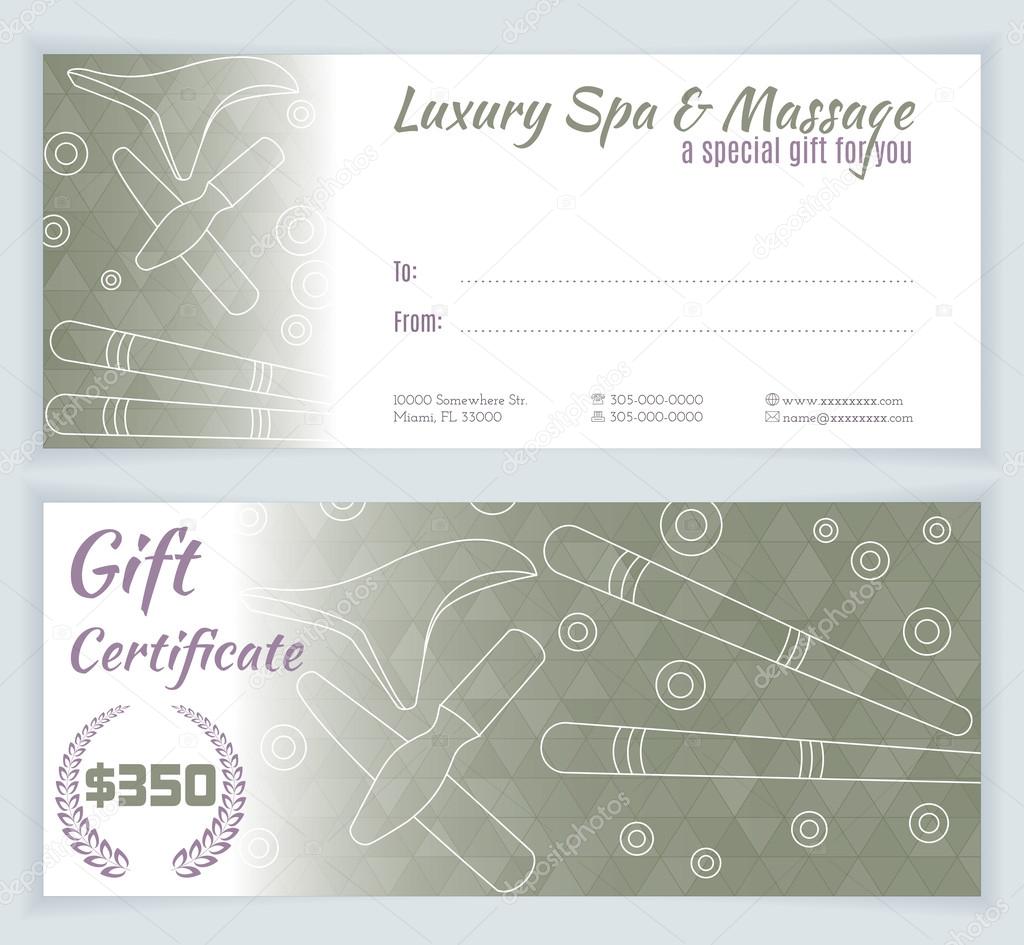 Luxury Spa & Massage
a special gift for you
To:
From:
10000 Somewhere Str.
Miami, FL 33000
305-000-0000
305-000-0000
www.xxxxxxxx.com
name@xxxxxxxx.com
Gift
Certificate
$350
depositphotos